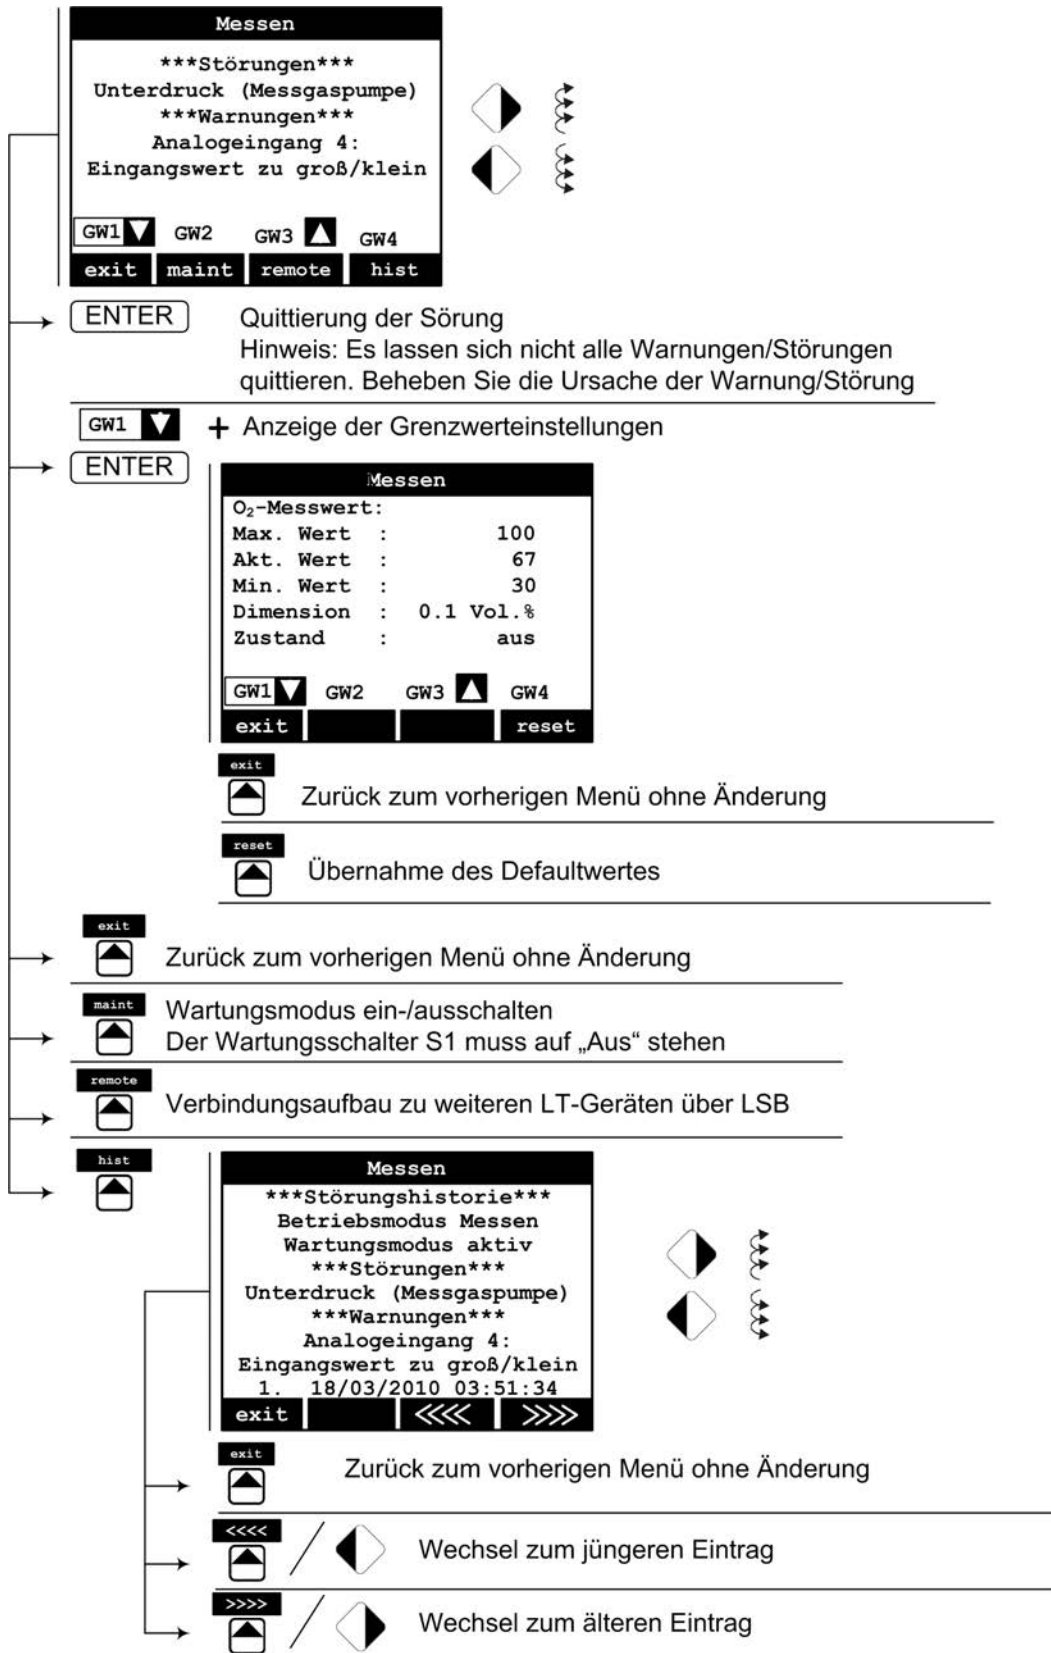 Messen
***Störungen***
Unterdruck (Messgaspumpe)
***Warnungen***
Analogeingang 4:
Eingangswert zu groß/klein
GW1 GW2 GW3 GW4
exit maint remote hist
ENTER Quittierung der Sörung
Hinweis: Es lassen sich nicht alle Warnungen/Störungen
quittieren. Beheben Sie die Ursache der Warnung/Störung
GW1 + Anzeige der Grenzwerteinstellungen
ENTER
Messen
O₂-Messwert:
Max. Wert : 100
Akt. Wert : 67
Min. Wert : 30
Dimension : 0.1 Vol.%
Zustand : aus
GW1 GW2 GW3 GW4
exit reset
exit
Zurück zum vorherigen Menü ohne Änderung
reset
Übernahme des Defaultwertes
exit
Zurück zum vorherigen Menü ohne Änderung
maint
Wartungsmodus ein-/ausschalten
Der Wartungsschalter S1 muss auf „Aus“ stehen
remote
Verbindungsaufbau zu weiteren LT-Geräten über LSB
hist
Messen
***Störungshistorie***
Betriebsmodus Messen
Wartungsmodus aktiv
***Störungen***
Unterdruck (Messgaspumpe)
***Warnungen***
Analogeingang 4:
Eingangswert zu groß/klein
1. 18/03/2010 03:51:34
exit <<<< >>>>
exit
Zurück zum vorherigen Menü ohne Änderung
<<<<
/ Wechsel zum jüngeren Eintrag
>>>>
/ Wechsel zum älteren Eintrag